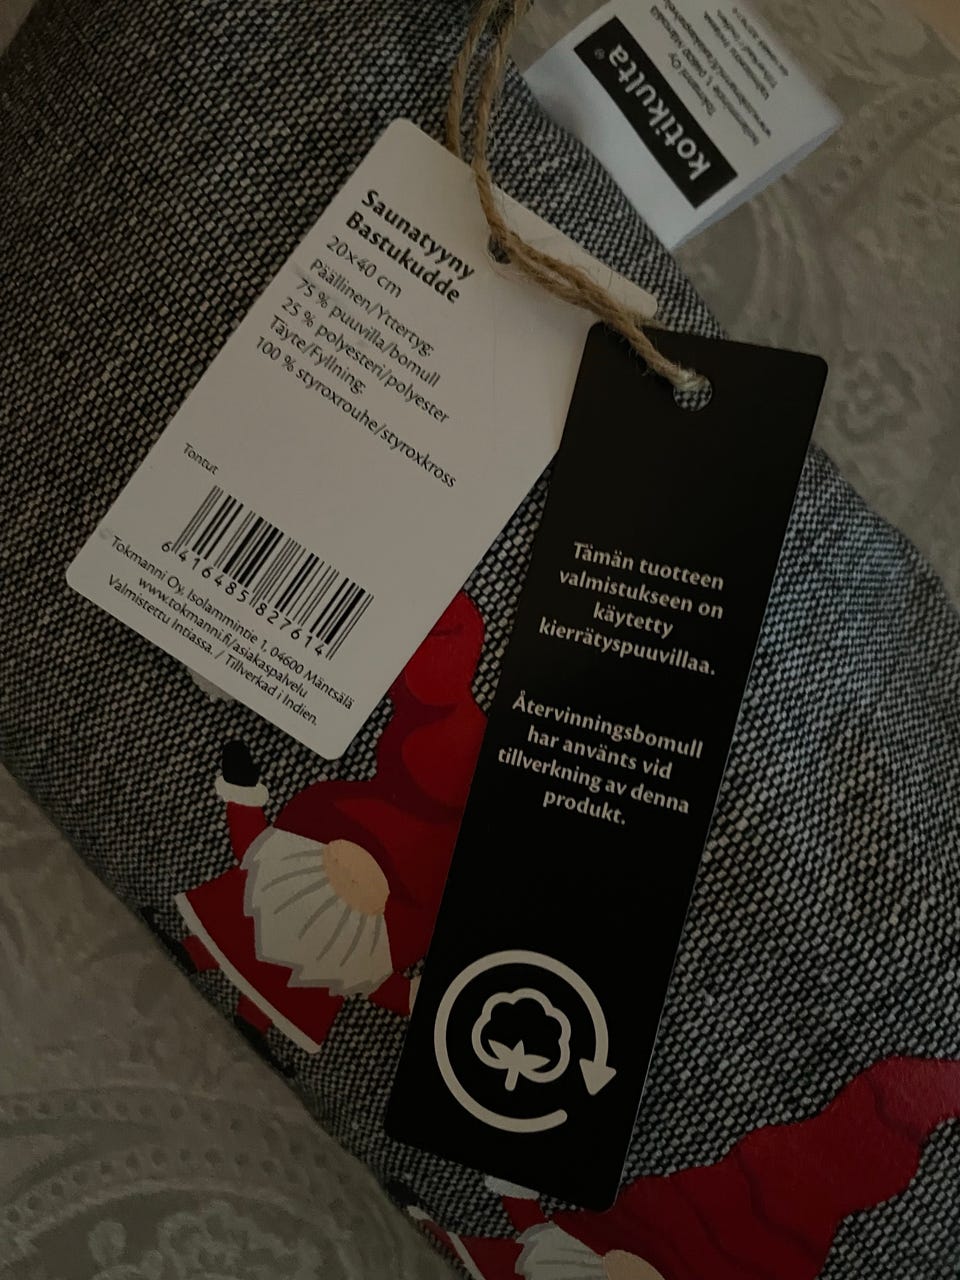 kotikulta®
Saunatyyny
Bastukudde
20×40 cm
Päällinen/Yttertyg:
75 % puuvilla/bomull
25 % polyesteri/polyester
Täyte/Fyllning:
100 % styroxrouhe/styroxkross
Tontut
6 416485 827614
Tokmanni Oy, Isolammintie 1, 04600 Mäntsälä
www.tokmanni.fi/asiakaspalvelu
Valmistettu Intiassa. / Tillverkad i Indien.
Tämän tuotteen
valmistukseen on
käytetty
kierrätyspuuvillaa.
Återvinningsbomull
har använts vid
tillverkning av denna
produkt.